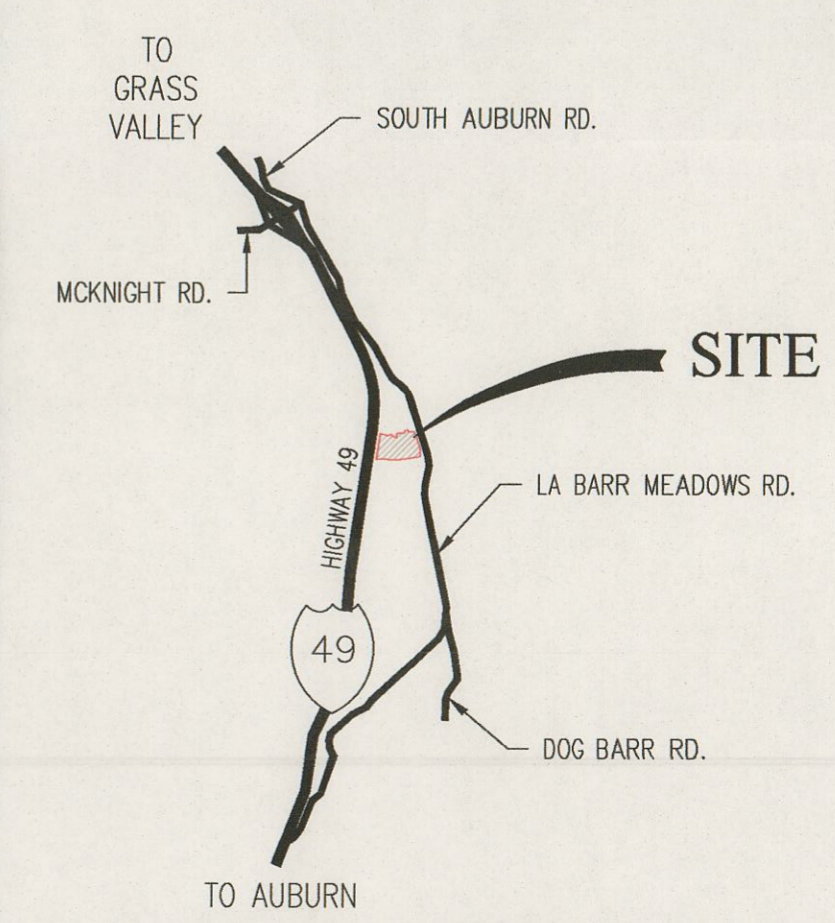 TO
GRASS
VALLEY
SOUTH AUBURN RD.
MCKNIGHT RD.
SITE
HIGHWAY 49
LA BARR MEADOWS RD.
49
DOG BARR RD.
TO AUBURN